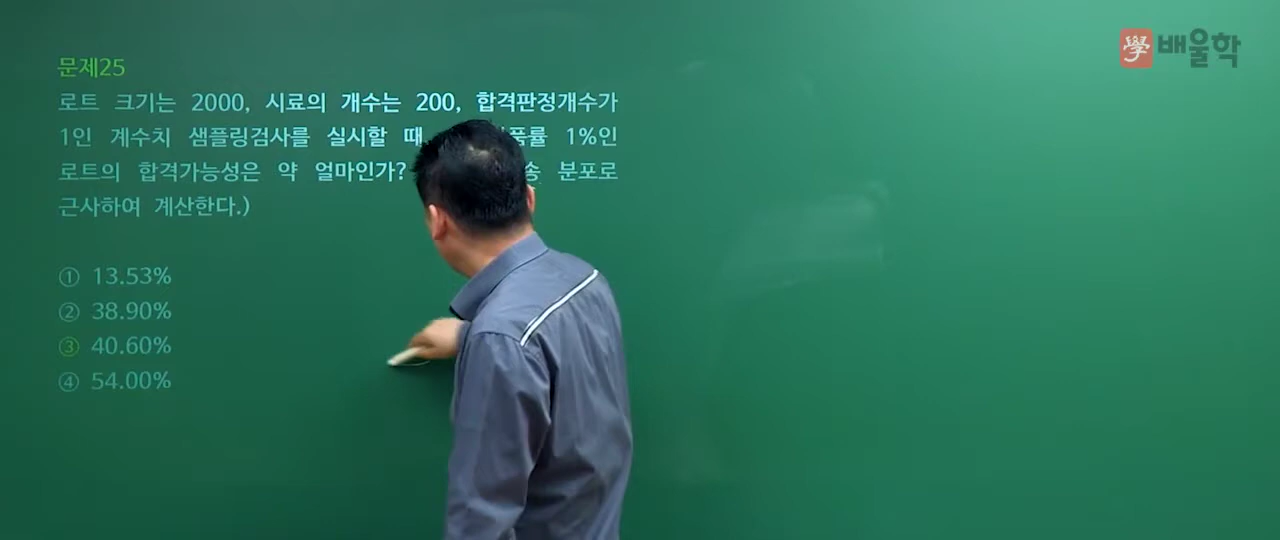 문제25
로트 크기는 2000, 시료의 개수는 200, 합격판정개수가
1인 계수치 샘플링검사를 실시할 때 률 1%인
로트의 합격가능성은 약 얼마인가? 분포로
근사하여 계산한다.)
① 13.53%
② 38.90%
③ 40.60%
④ 54.00%
學 배울학